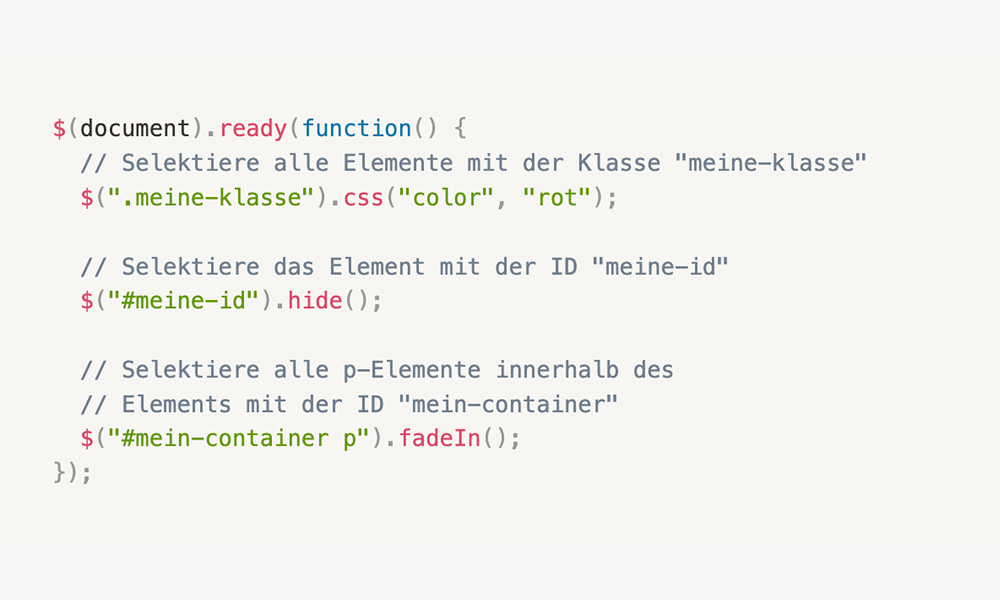 $(document).ready(function() {
  // Selektiere alle Elemente mit der Klasse "meine-klasse"
  $(".meine-klasse").css("color", "rot");
  // Selektiere das Element mit der ID "meine-id"
  $("#meine-id").hide();
  // Selektiere alle p-Elemente innerhalb des
  // Elements mit der ID "mein-container"
  $("#mein-container p").fadeIn();
});